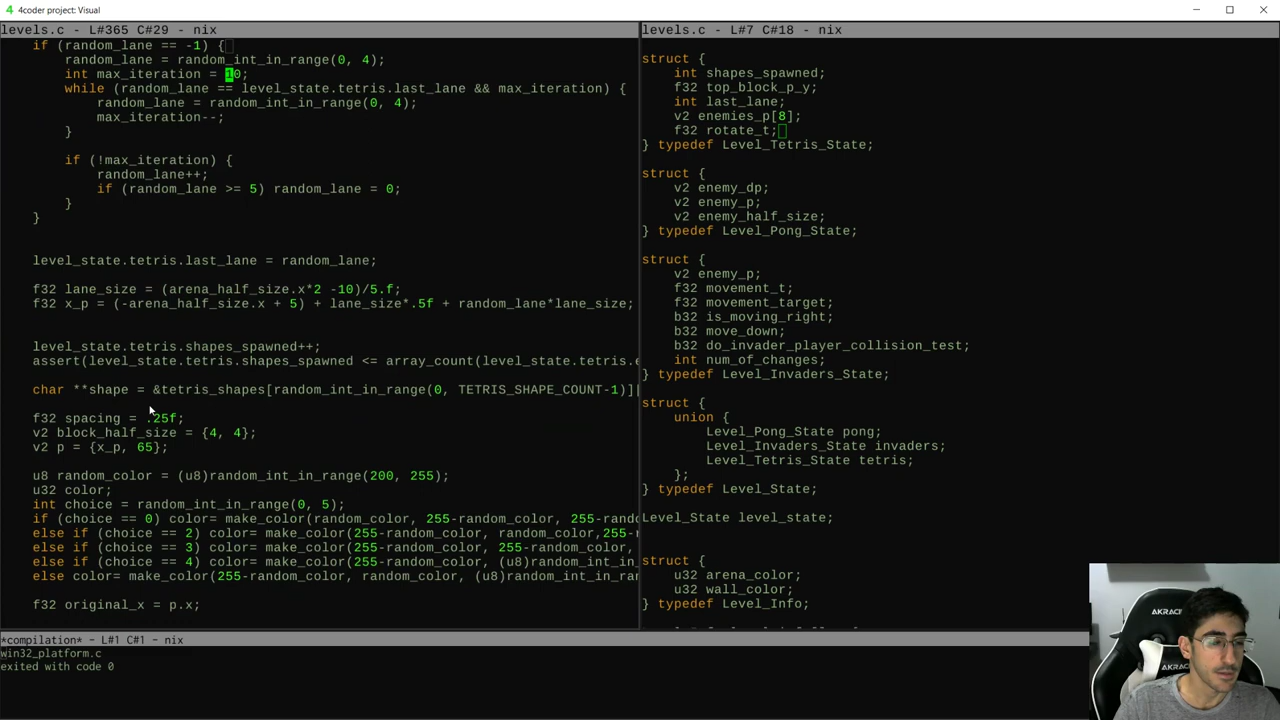 4coder project: Visual
levels.c - L#365 C#29 - nix
if (random_lane == -1) {
random_lane = random_int_in_range(0, 4);
int max_iteration = 10;
while (random_lane == level_state.tetris.last_lane && max_iteration) {
random_lane = random_int_in_range(0, 4);
max_iteration--;
}
if (!max_iteration) {
random_lane++;
if (random_lane >= 5) random_lane = 0;
}
}
level_state.tetris.last_lane = random_lane;
f32 lane_size = (arena_half_size.x*2 -10)/5.f;
f32 x_p = (-arena_half_size.x + 5) + lane_size*.5f + random_lane*lane_size;
level_state.tetris.shapes_spawned++;
assert(level_state.tetris.shapes_spawned <= array_count(level_state.tetris.e
char **shape = &tetris_shapes[random_int_in_range(0, TETRIS_SHAPE_COUNT-1)][
f32 spacing = .25f;
v2 block_half_size = {4, 4};
v2 p = {x_p, 65};
u8 random_color = (u8)random_int_in_range(200, 255);
u32 color;
int choice = random_int_in_range(0, 5);
if (choice == 0) color= make_color(random_color, 255-random_color, 255-rand
else if (choice == 2) color= make_color(255-random_color, random_color,255-
else if (choice == 3) color= make_color(255-random_color, 255-random_color,
else if (choice == 4) color= make_color(255-random_color, (u8)random_int_in
else color= make_color(255-random_color, random_color, (u8)random_int_in_ra
f32 original_x = p.x;
levels.c - L#7 C#18 - nix
struct {
int shapes_spawned;
f32 top_block_p_y;
int last_lane;
v2 enemies_p[8];
f32 rotate_t;
} typedef Level_Tetris_State;
struct {
v2 enemy_dp;
v2 enemy_p;
v2 enemy_half_size;
} typedef Level_Pong_State;
struct {
v2 enemy_p;
f32 movement_t;
f32 movement_target;
b32 is_moving_right;
b32 move_down;
b32 do_invader_player_collision_test;
int num_of_changes;
} typedef Level_Invaders_State;
struct {
union {
Level_Pong_State pong;
Level_Invaders_State invaders;
Level_Tetris_State tetris;
};
} typedef Level_State;
Level_State level_state;
struct {
u32 arena_color;
u32 wall_color;
} typedef Level_Info;
*compilation* - L#1 C#1 - nix
win32_platform.c
exited with code 0
AKRACING